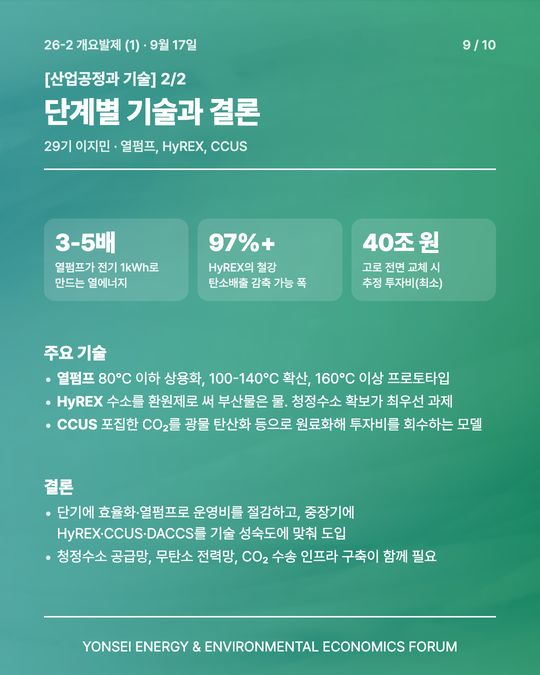 26-2 개요발제 (1) · 9월 17일
9 / 10
[산업공정과 기술] 2/2
단계별 기술과 결론
29기 이지민 · 열펌프, HyREX, CCUS
3-5배
열펌프가 전기 1kWh로
만드는 열에너지
97%+
HyREX의 철강
탄소배출 감축 가능 폭
40조 원
고로 전면 교체 시
추정 투자비(최소)
주요 기술
• 열펌프 80°C 이하 상용화, 100-140°C 확산, 160°C 이상 프로토타입
• HyREX 수소를 환원제로 써 부산물은 물. 청정수소 확보가 최우선 과제
• CCUS 포집한 CO₂를 광물 탄산화 등으로 원료화해 투자비를 회수하는 모델
결론
• 단기에 효율화·열펌프로 운영비를 절감하고, 중장기에
HyREX·CCUS·DACCS를 기술 성숙도에 맞춰 도입
• 청정수소 공급망, 무탄소 전력망, CO₂ 수송 인프라 구축이 함께 필요
YONSEI ENERGY & ENVIRONMENTAL ECONOMICS FORUM